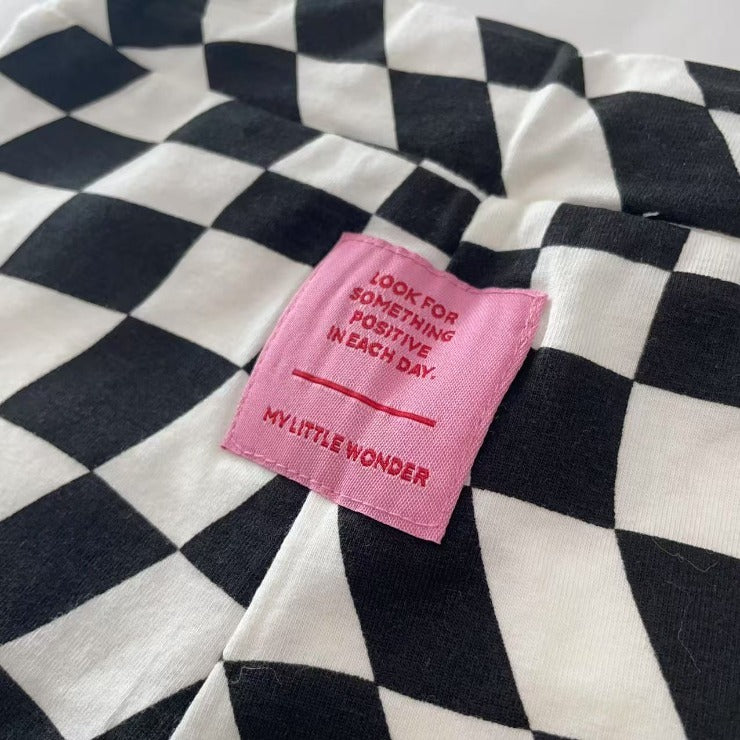 LOOK FOR
SOMETHING
POSITIVE
IN EACH DAY.
MY LITTLE WONDER